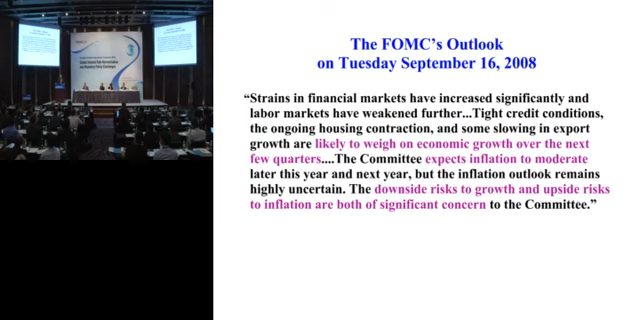 The FOMC's Outlook
on Tuesday September 16, 2008
“Strains in financial markets have increased significantly and
labor markets have weakened further...Tight credit conditions,
the ongoing housing contraction, and some slowing in export
growth are likely to weigh on economic growth over the next
few quarters....The Committee expects inflation to moderate
later this year and next year, but the inflation outlook remains
highly uncertain. The downside risks to growth and upside risks
to inflation are both of significant concern to the Committee.”